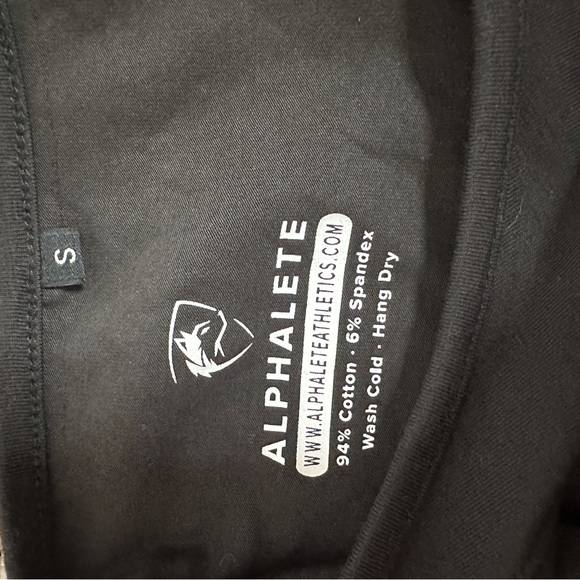 S
ALPHALETE
WWW.ALPHALETEATHLETICS.COM
94% Cotton · 6% Spandex
Wash Cold · Hang Dry